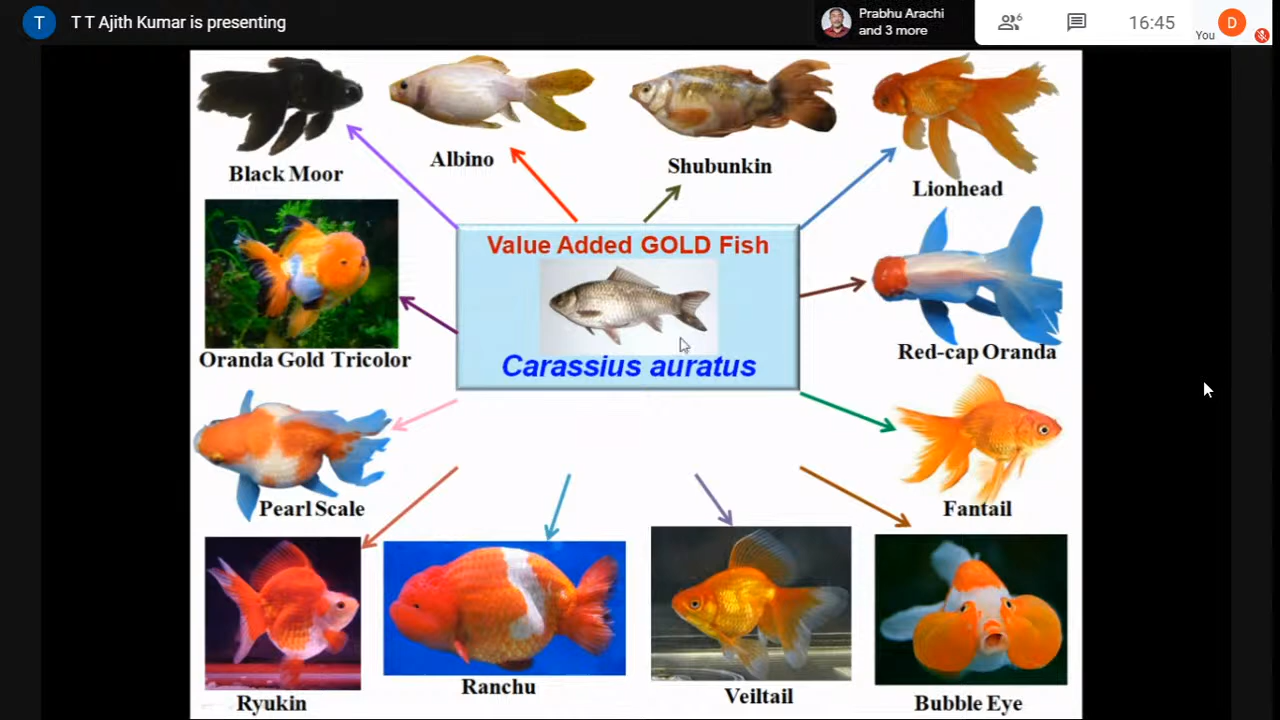 T
T T Ajith Kumar is presenting
Prabhu Arachi
and 3 more
6
16:45
You
D
Black Moor
Albino
Shubunkin
Lionhead
Value Added GOLD Fish
Carassius auratus
Oranda Gold Tricolor
Red-cap Oranda
Pearl Scale
Fantail
Ryukin
Ranchu
Veiltail
Bubble Eye